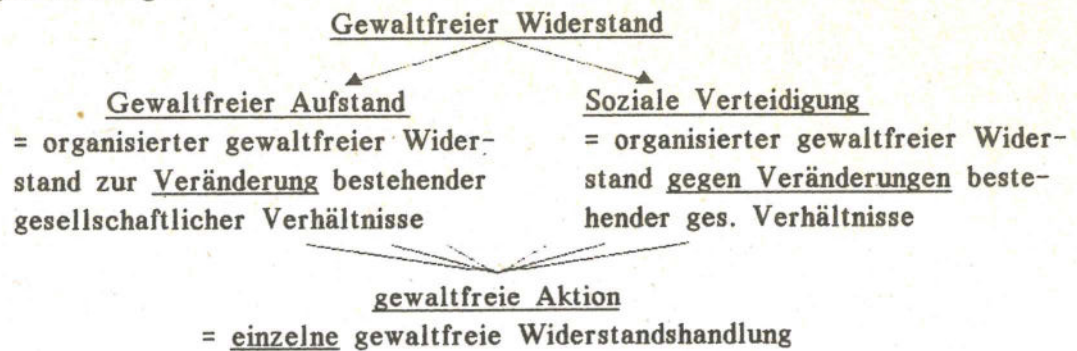 Gewaltfreier Widerstand
Gewaltfreier Aufstand
= organisierter gewaltfreier Wider-
stand zur Veränderung bestehender
gesellschaftlicher Verhältnisse
Soziale Verteidigung
= organisierter gewaltfreier Wider-
stand gegen Veränderungen beste-
hender ges. Verhältnisse
gewaltfreie Aktion
= einzelne gewaltfreie Widerstandshandlung